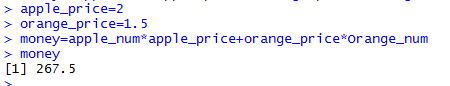 > apple_price=2
> orange_price=1.5
> money=apple_num*apple_price+orange_price*Orange_num
> money
[1] 267.5
>